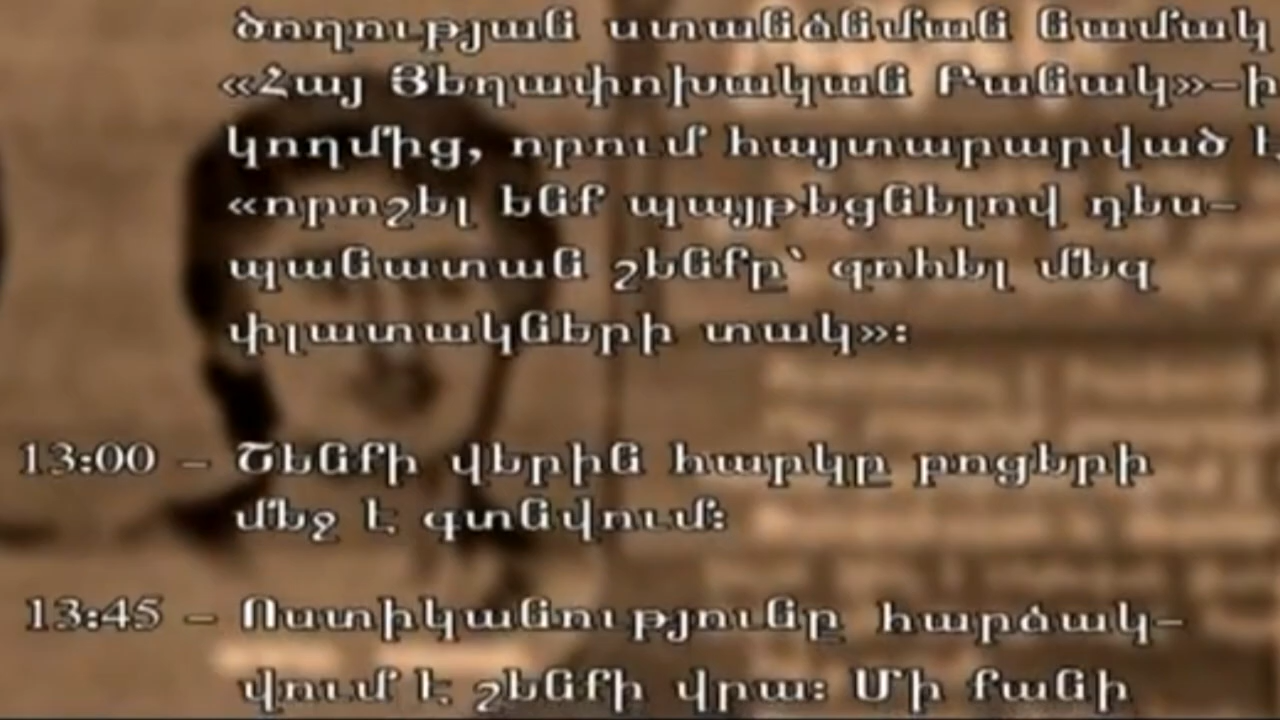 ծողության ստանձնման նամակ
«Հայ Յեղափոխական Բանակ»-ի
կողմից, որում հայտարարված է
«որոշել ենք պայթեցնելով դես-
պանատան շենքը՝ զոհել մեզ
փլատակների տակ»:
13:00 – Շենքի վերին հարկը բոցերի
մեջ է գտնվում:
13:45 – Ոստիկանությունը հարձակ-
վում է շենքի վրա: Մի քանի